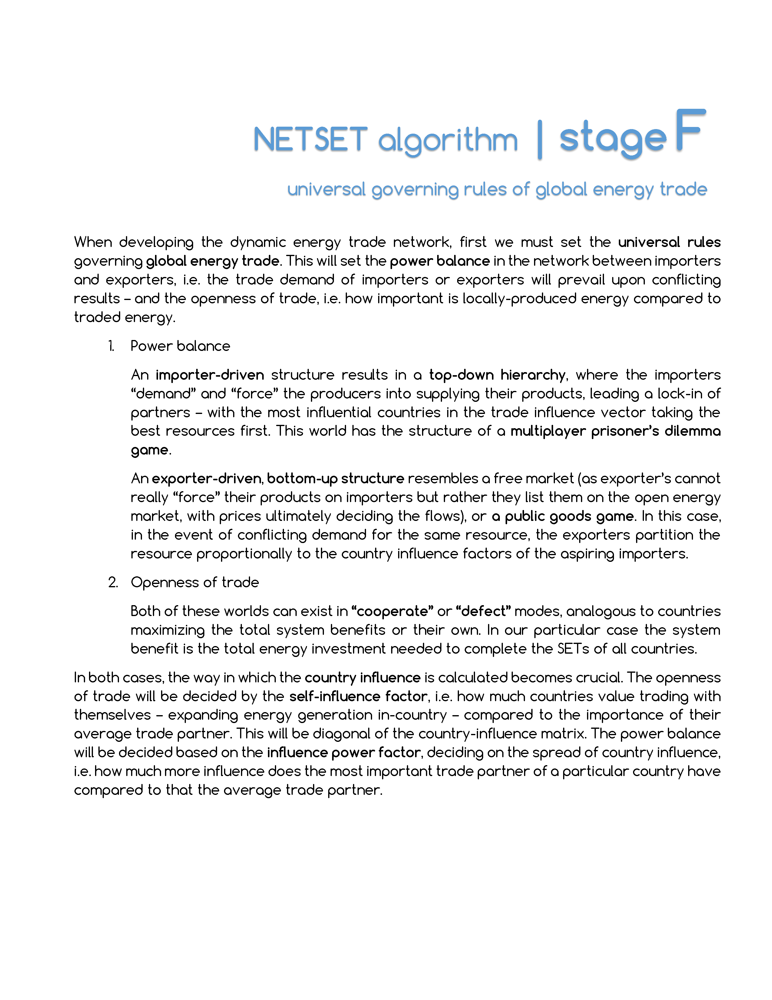 NETSET algorithm | stage F
universal governing rules of global energy trade
When developing the dynamic energy trade network, first we must set the universal rules
governing global energy trade. This will set the power balance in the network between importers
and exporters, i.e. the trade demand of importers or exporters will prevail upon conflicting
results – and the openness of trade, i.e. how important is locally-produced energy compared to
traded energy.
1. Power balance
An importer-driven structure results in a top-down hierarchy, where the importers
“demand” and “force” the producers into supplying their products, leading a lock-in of
partners – with the most influential countries in the trade influence vector taking the
best resources first. This world has the structure of a multiplayer prisoner’s dilemma
game.
An exporter-driven, bottom-up structure resembles a free market (as exporter’s cannot
really “force” their products on importers but rather they list them on the open energy
market, with prices ultimately deciding the flows), or a public goods game. In this case,
in the event of conflicting demand for the same resource, the exporters partition the
resource proportionally to the country influence factors of the aspiring importers.
2. Openness of trade
Both of these worlds can exist in “cooperate” or “defect” modes, analogous to countries
maximizing the total system benefits or their own. In our particular case the system
benefit is the total energy investment needed to complete the SETs of all countries.
In both cases, the way in which the country influence is calculated becomes crucial. The openness
of trade will be decided by the self-influence factor, i.e. how much countries value trading with
themselves – expanding energy generation in-country – compared to the importance of their
average trade partner. This will be diagonal of the country-influence matrix. The power balance
will be decided based on the influence power factor, deciding on the spread of country influence,
i.e. how much more influence does the most important trade partner of a particular country have
compared to that the average trade partner.